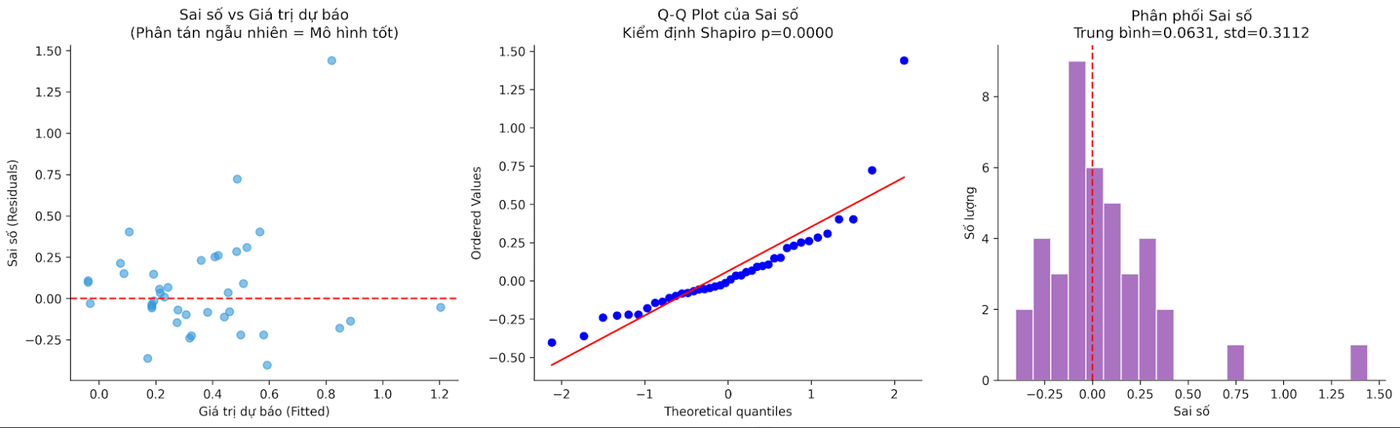 Sai số vs Giá trị dự báo
(Phân tán ngẫu nhiên = Mô hình tốt)
Sai số (Residuals)
1.50
1.25
1.00
0.75
0.50
0.25
0.00
−0.25
0.0 0.2 0.4 0.6 0.8 1.0 1.2
Giá trị dự báo (Fitted)
Q-Q Plot của Sai số
Kiểm định Shapiro p=0.0000
Ordered Values
1.50
1.25
1.00
0.75
0.50
0.25
0.00
−0.25
−0.50
−2 −1 0 1 2
Theoretical quantiles
Phân phối Sai số
Trung bình=0.0631, std=0.3112
Số lượng
8
6
4
2
0
−0.25 0.00 0.25 0.50 0.75 1.00 1.25 1.50
Sai số